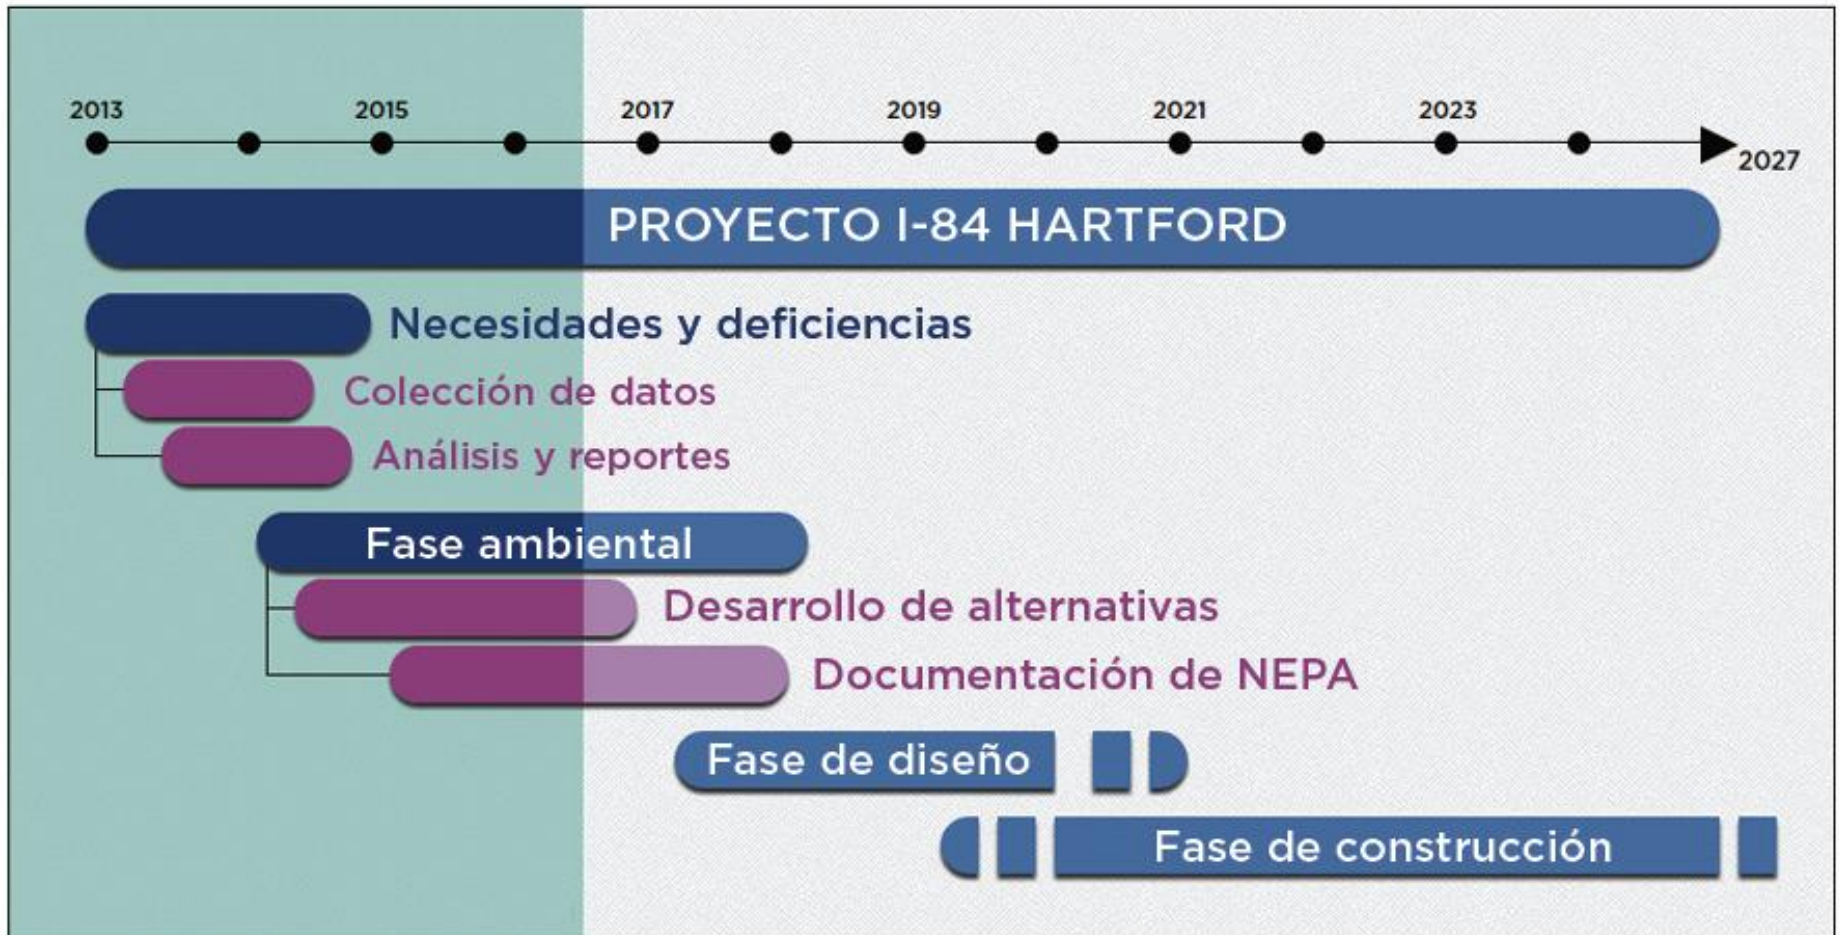 2013 2015 2017 2019 2021 2023
2027
PROYECTO I-84 HARTFORD
Necesidades y deficiencias
Colección de datos
Análisis y reportes
Fase ambiental
Desarrollo de alternativas
Documentación de NEPA
Fase de diseño
Fase de construcción